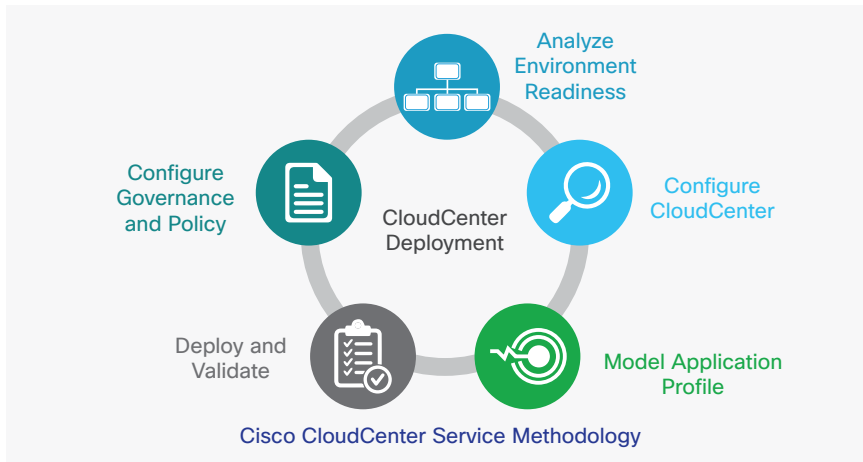 Analyze
Environment
Readiness
Configure
CloudCenter
Model Application
Profile
Deploy and
Validate
Configure
Governance
and Policy
CloudCenter
Deployment
Cisco CloudCenter Service Methodology